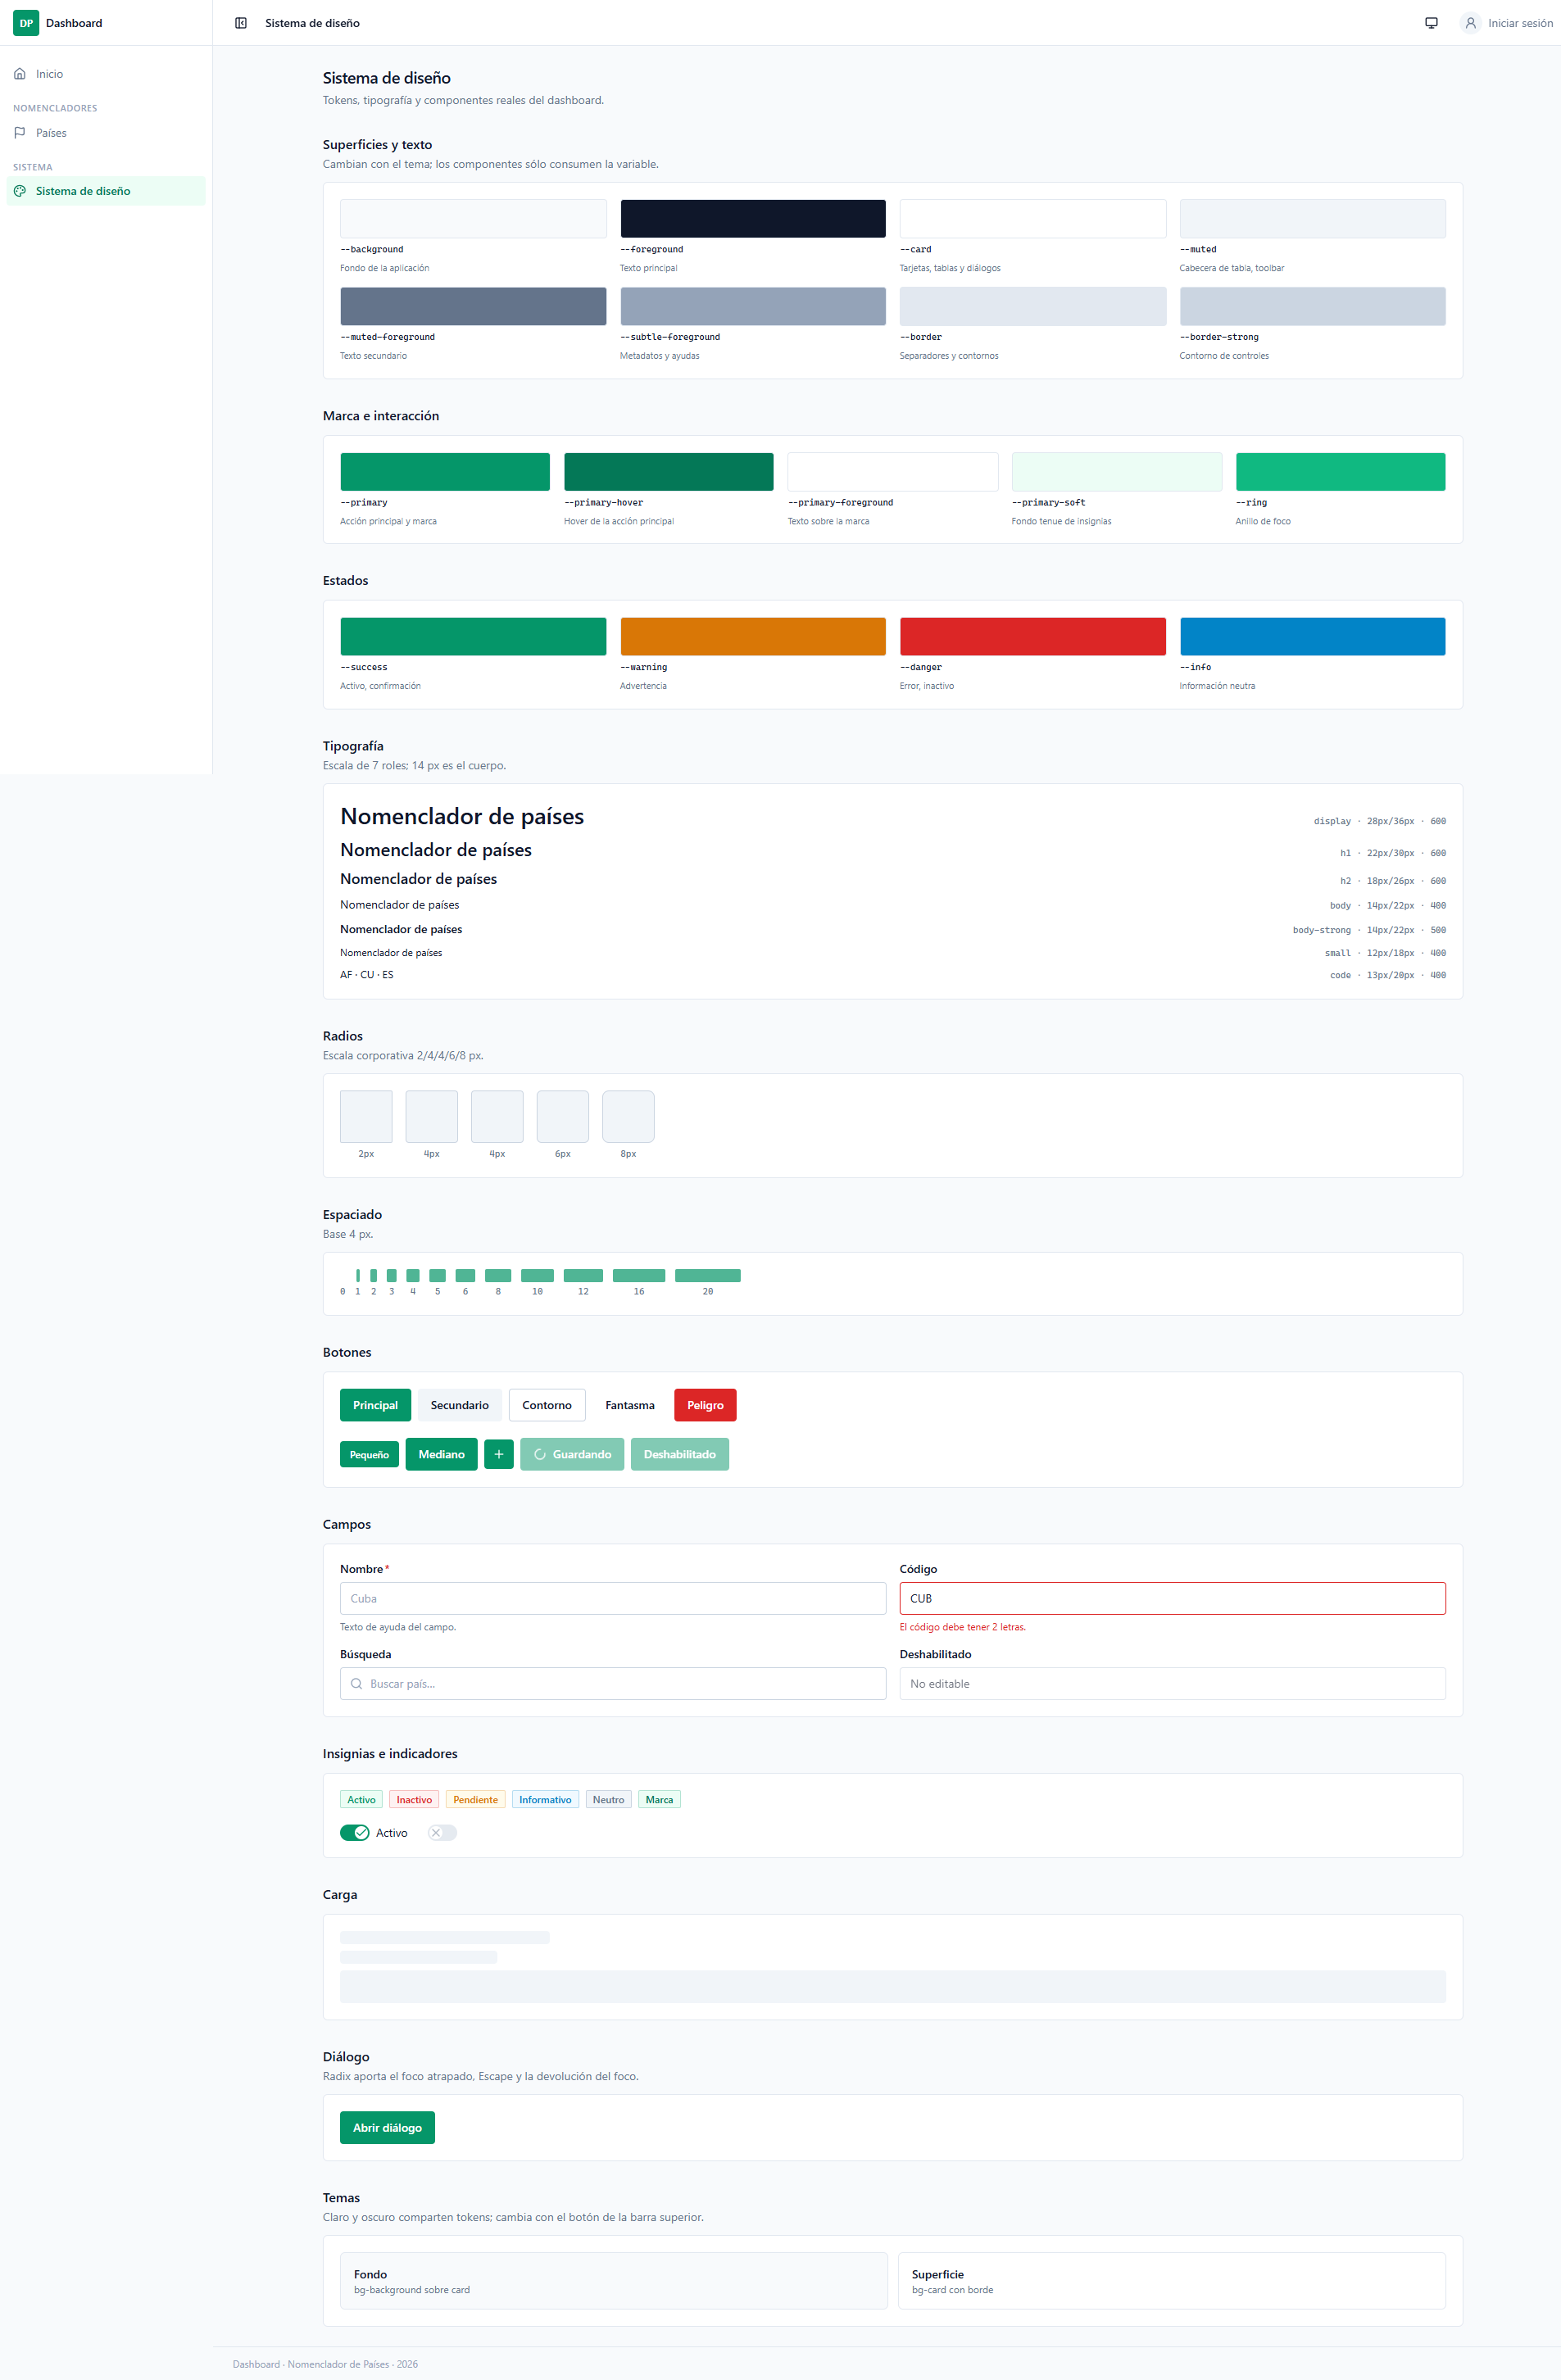 DP Dashboard
Sistema de diseño
Iniciar sesión
Inicio
NOMENCLADORES
Países
SISTEMA
Sistema de diseño
Sistema de diseño
Tokens, tipografía y componentes reales del dashboard.
Superficies y texto
Cambian con el tema; los componentes sólo consumen la variable.
--background
Fondo de la aplicación
--foreground
Texto principal
--card
Tarjetas, tablas y diálogos
--muted
Cabecera de tabla, toolbar
--muted-foreground
Texto secundario
--subtle-foreground
Metadatos y ayudas
--border
Separadores y contornos
--border-strong
Contorno de controles
Marca e interacción
--primary
Acción principal y marca
--primary-hover
Hover de la acción principal
--primary-foreground
Texto sobre la marca
--primary-soft
Fondo tenue de insignias
--ring
Anillo de foco
Estados
--success
Activo, confirmación
--warning
Advertencia
--danger
Error, inactivo
--info
Información neutra
Tipografía
Escala de 7 roles; 14 px es el cuerpo.
Nomenclador de países
display · 28px/36px · 600
Nomenclador de países
h1 · 22px/30px · 600
Nomenclador de países
h2 · 18px/26px · 600
Nomenclador de países
body · 14px/22px · 400
Nomenclador de países
body-strong · 14px/22px · 500
Nomenclador de países
small · 12px/18px · 400
AF · CU · ES
code · 13px/20px · 400
Radios
Escala corporativa 2/4/4/6/8 px.
2px 4px 4px 6px 8px
Espaciado
Base 4 px.
0 1 2 3 4 5 6 8 10 12 16 20
Botones
Principal Secundario Contorno Fantasma Peligro
Pequeño Mediano Guardando Deshabilitado
Campos
Nombre*
Cuba
Texto de ayuda del campo.
Código
CUB
El código debe tener 2 letras.
Búsqueda
Buscar país...
Deshabilitado
No editable
Insignias e indicadores
Activo Inactivo Pendiente Informativo Neutro Marca
Activo
Carga
Diálogo
Radix aporta el foco atrapado, Escape y la devolución del foco.
Abrir diálogo
Temas
Claro y oscuro comparten tokens; cambia con el botón de la barra superior.
Fondo
bg-background sobre card
Superficie
bg-card con borde
Dashboard · Nomenclador de Países · 2026